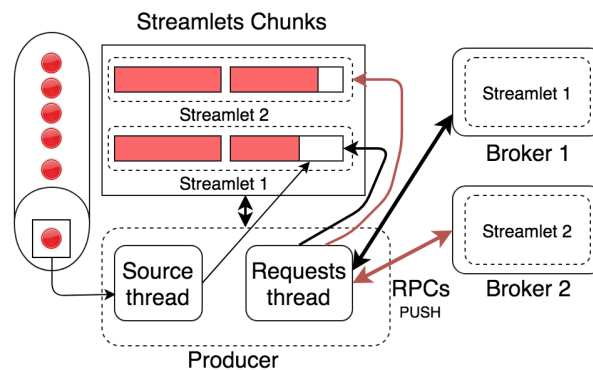 Streamlets Chunks
Streamlet 2
Streamlet 1
Source
thread
Requests
thread
Producer
RPCs
PUSH
Streamlet 1
Broker 1
Streamlet 2
Broker 2